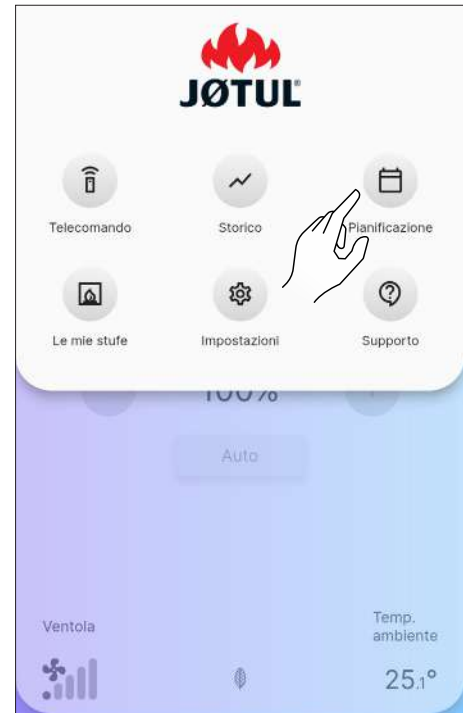 JØTUL
Telecomando Storico Pianificazione
Le mie stufe Impostazioni Supporto
100%
Auto
Ventola
Temp.
ambiente
25.1°